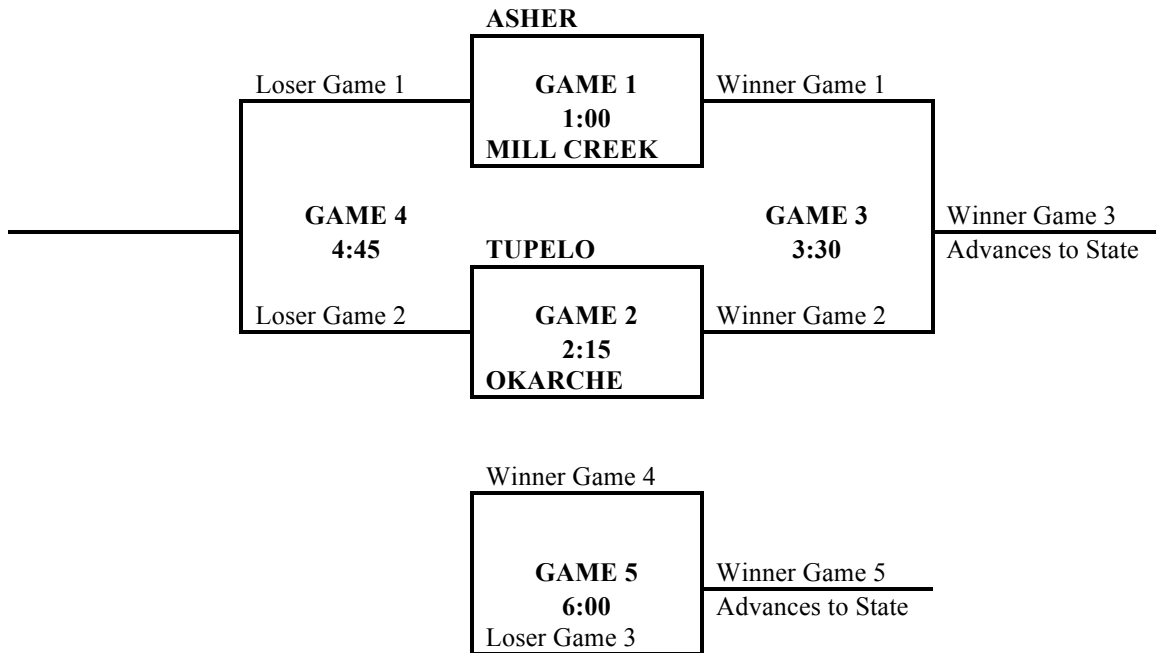 ASHER
Loser Game 1
GAME 1
Winner Game 1
1:00
MILL CREEK
GAME 4
GAME 3
Winner Game 3
4:45
TUPELO
3:30
Advances to State
Loser Game 2
GAME 2
Winner Game 2
2:15
OKARCHE
Winner Game 4
GAME 5
Winner Game 5
6:00
Advances to State
Loser Game 3